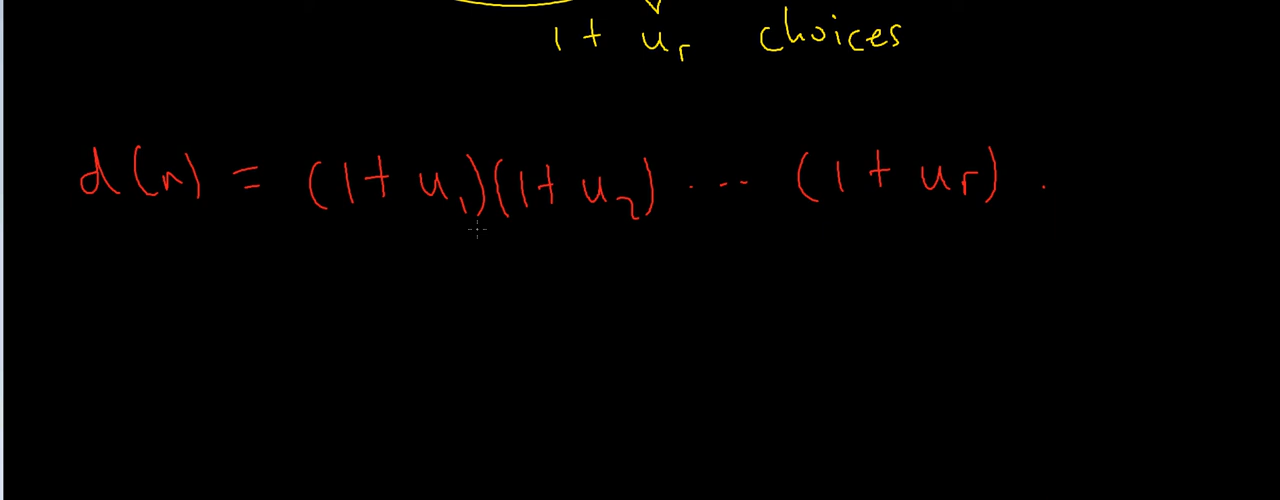 1 + u_r choices
d(n) = (1 + u_1)(1 + u_2) . -- (1 + u_r) .